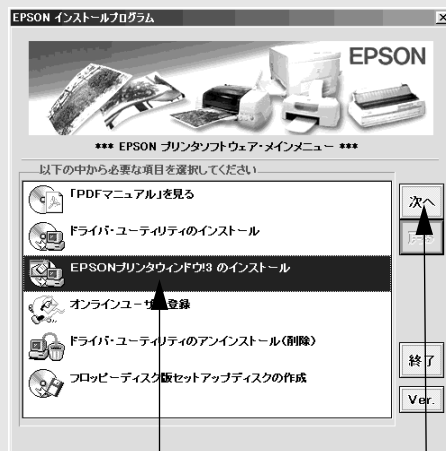 EPSON インストールプログラム
EPSON
*** EPSON プリンタソフトウェア・メインメニュー ***
以下の中から必要な項目を選択してください
「PDFマニュアル」を見る
次へ
ドライバ・ユーティリティのインストール
戻る
EPSONプリンタウィンドウ!3 のインストール
オンラインユーザ登録
ドライバ・ユーティリティのアンインストール(削除)
終了
フロッピーディスク版セットアップディスクの作成
Ver.